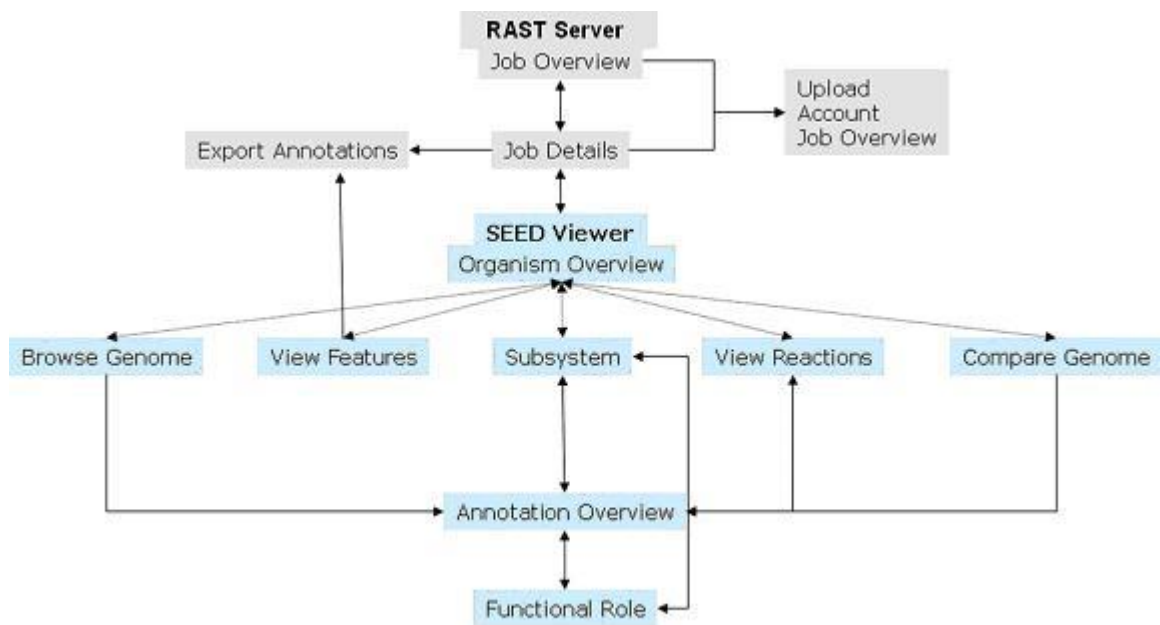 RAST Server
Job Overview
Upload
Account
Job Overview
Export Annotations
Job Details
SEED Viewer
Organism Overview
Browse Genome
View Features
Subsystem
View Reactions
Compare Genome
Annotation Overview
Functional Role